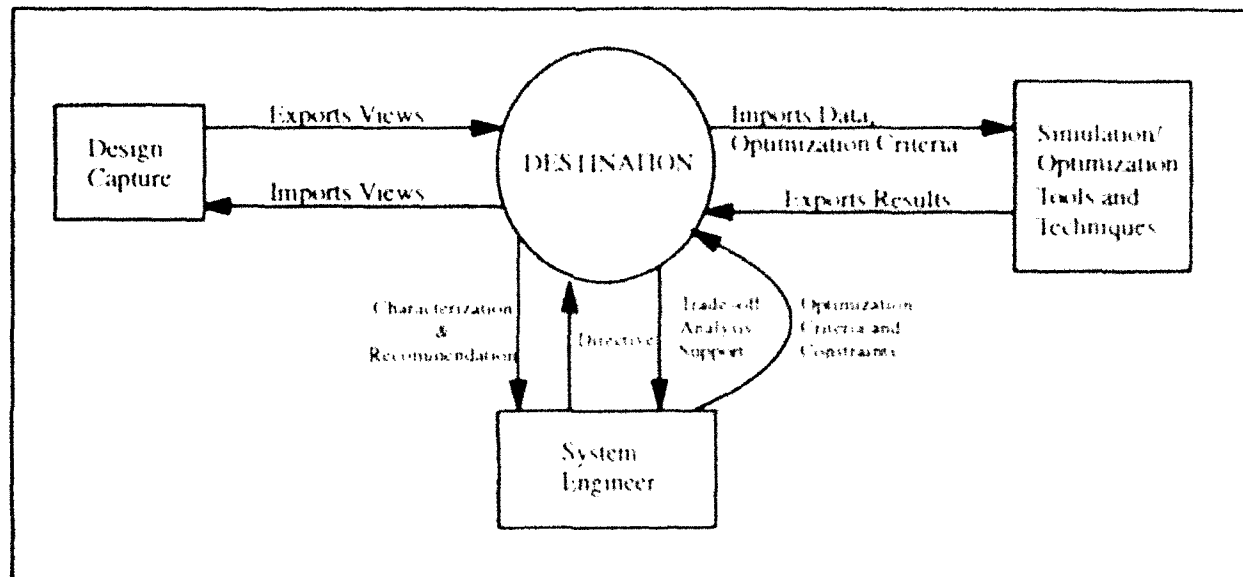 Exports Views
Design
Capture
Imports Views
DESTINATION
Imports Data,
Optimization Criteria
Exports Results
Simulation/
Optimization
Tools and
Techniques
Characterization
&
Recommendation
Directive
Trade-off
Analysis
Support
Optimization
Criteria and
Constraints
System
Engineer